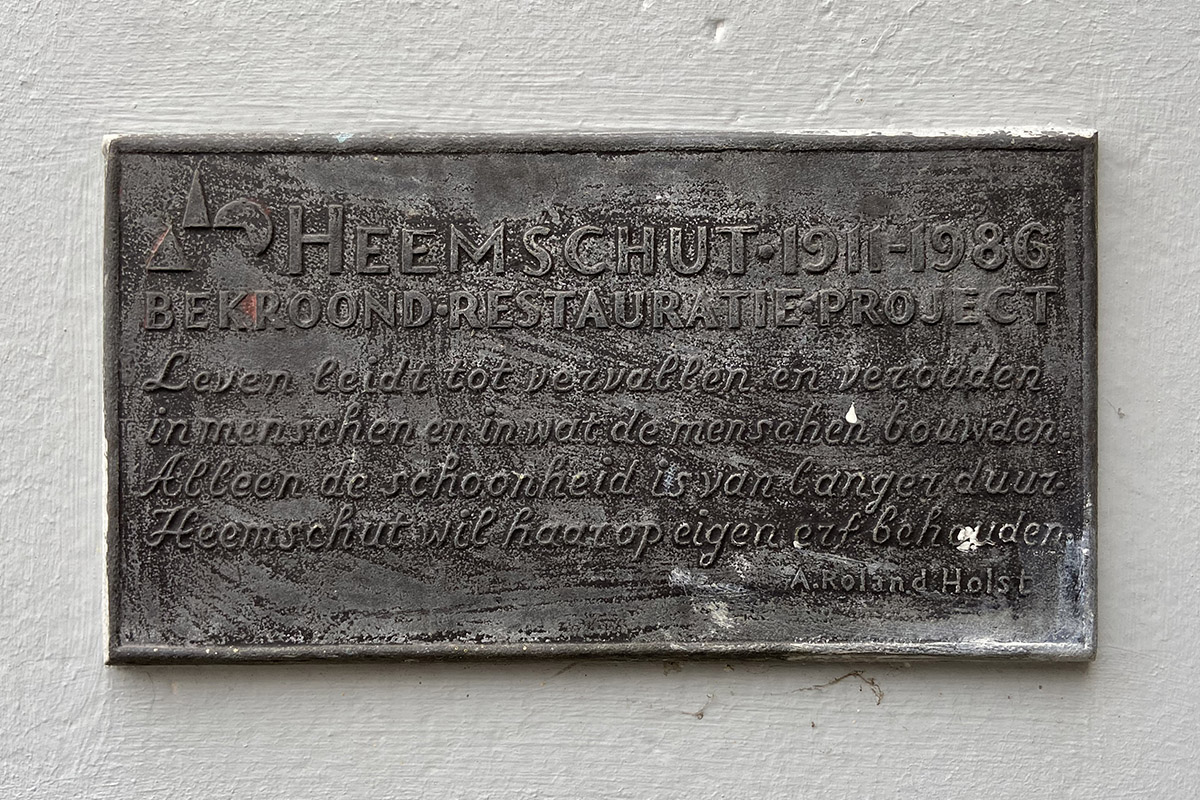 HEEMSCHUT·1911-1986
BEKROOND·RESTAURATIE·PROJECT
Leven leidt tot vervallen en verouden
in menschen en in wat de menschen bouwden.
Alleen de schoonheid is van langer duur
Heemschut wil haar op eigen erf behouden.
A.Roland Holst